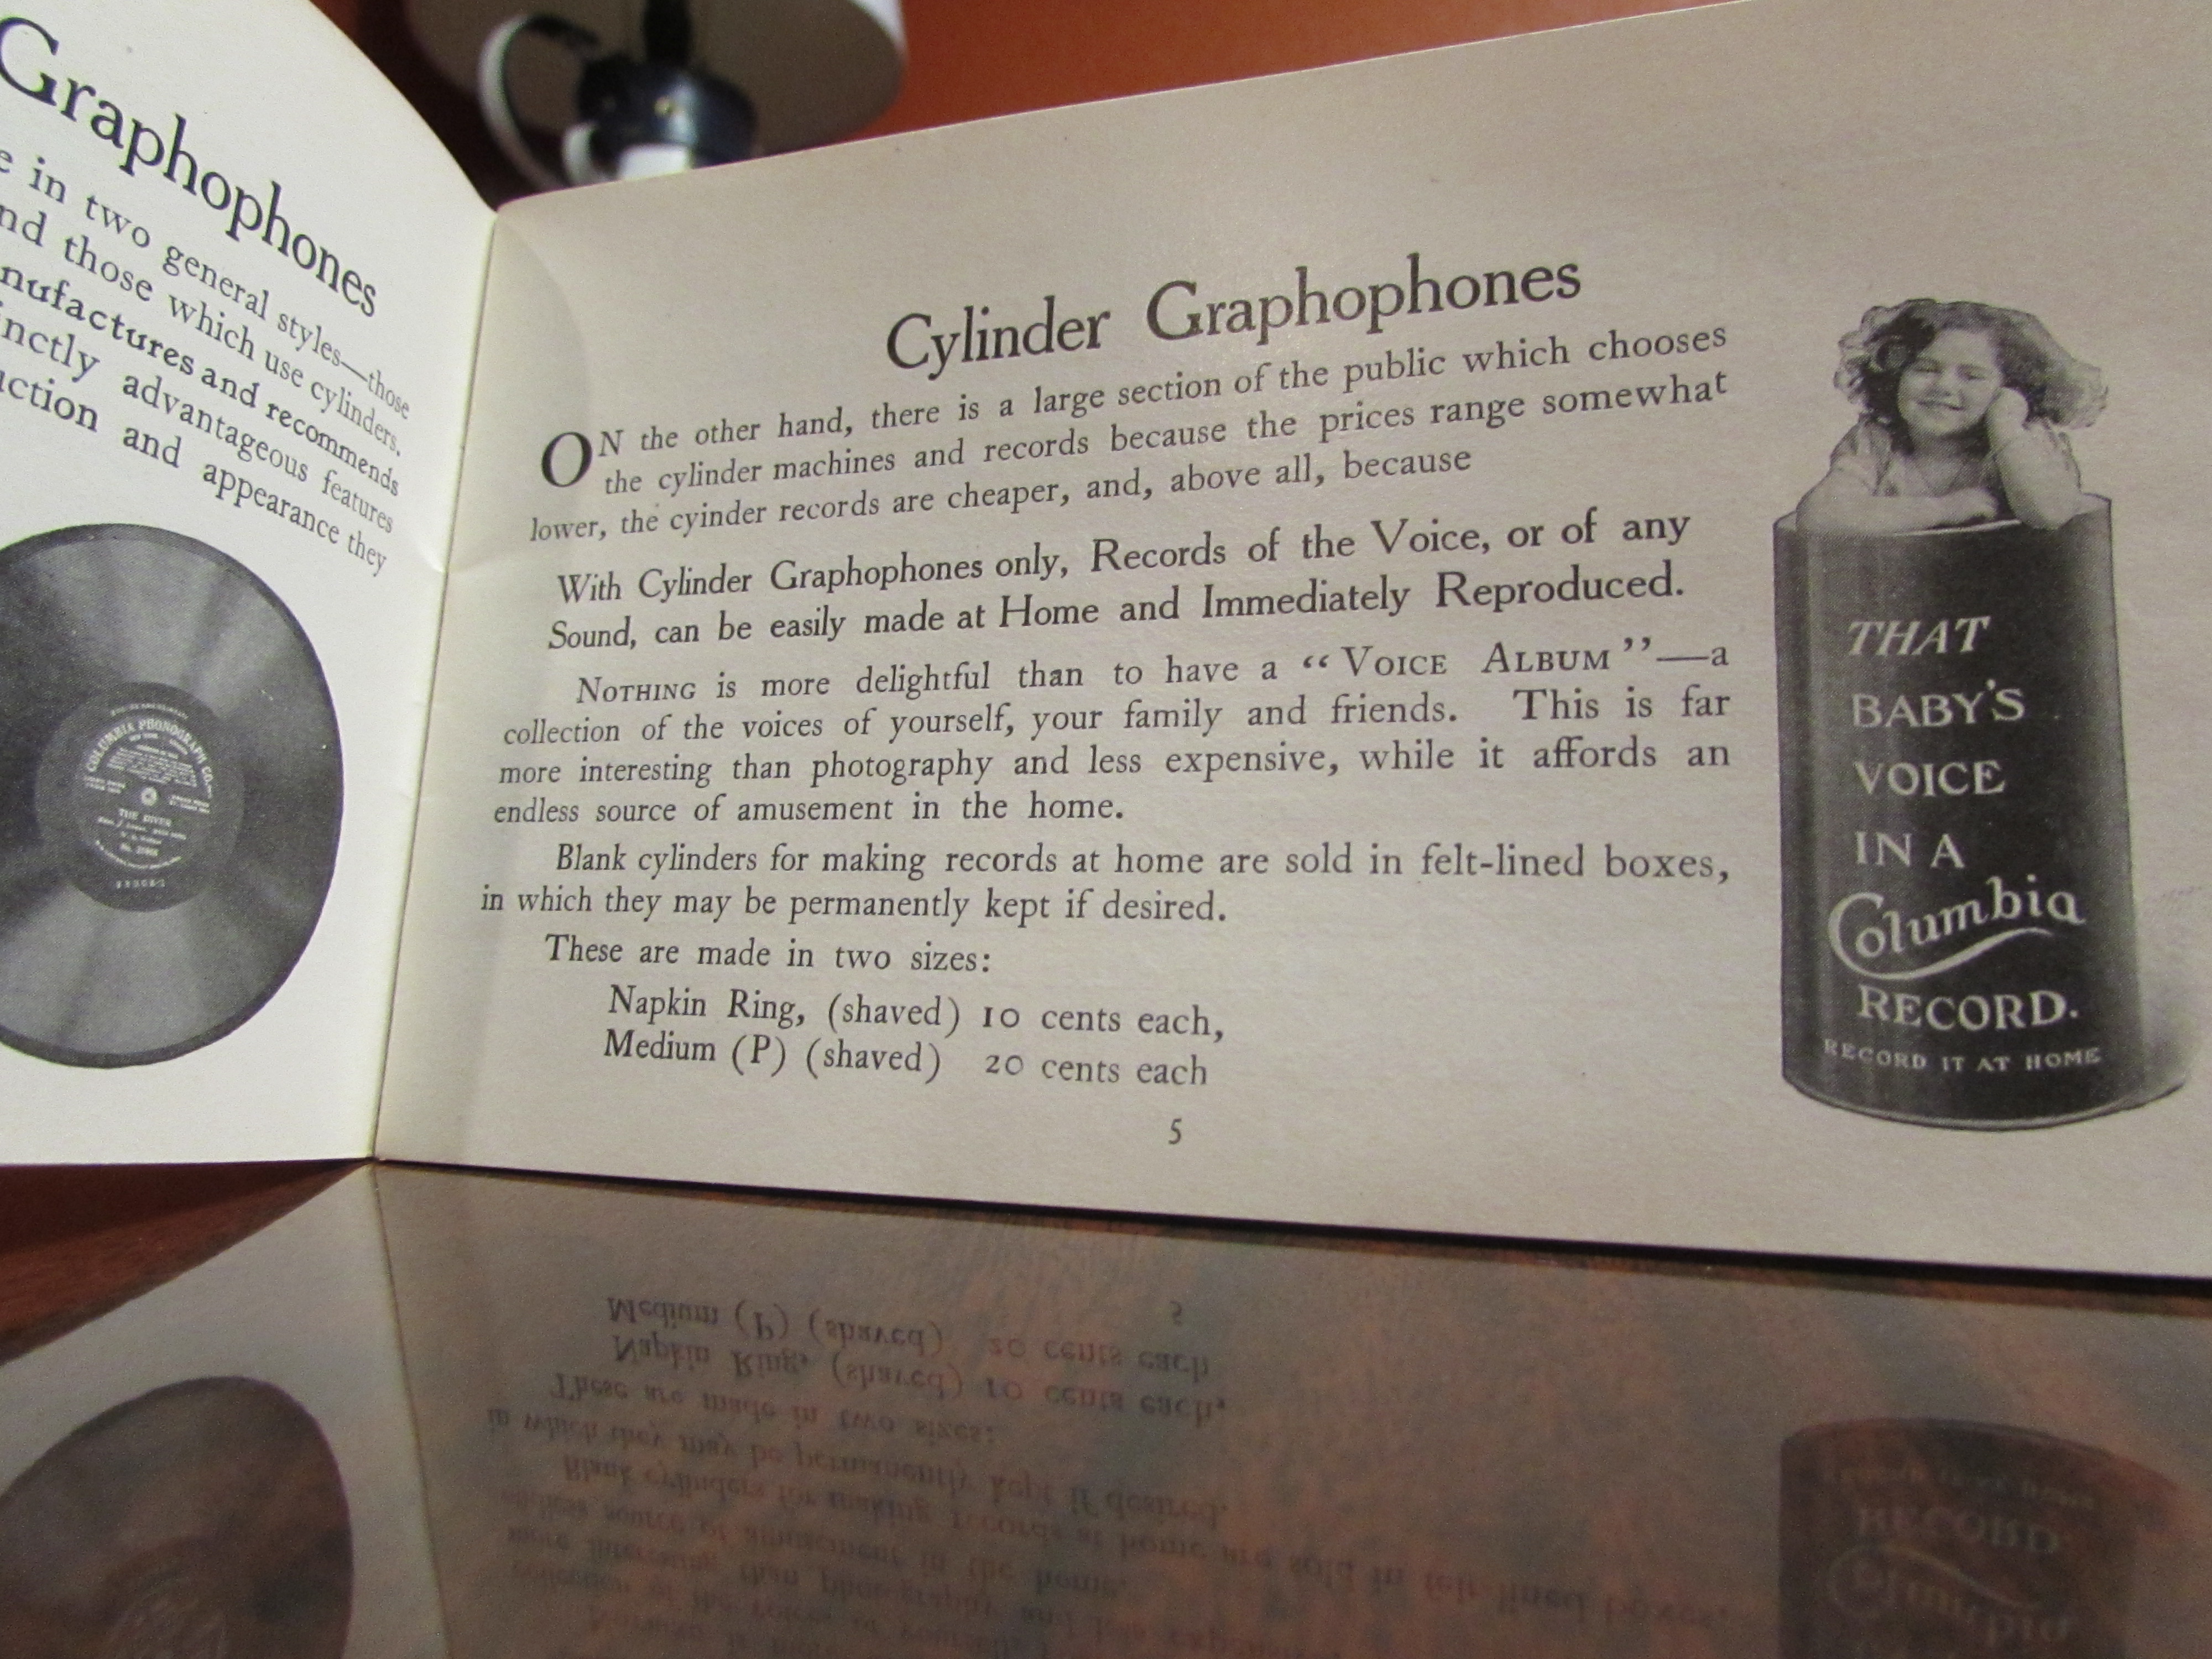 Graphophones
in two general styles—those
those which use cylinders.
and recommends
advantageous features
and appearance they
COLUMBIA PHONOGRAPH CO.
THE DIVER
Cylinder Graphophones
ON the other hand, there is a large section of the public which chooses
the cylinder machines and records because the prices range somewhat
lower, the cyinder records are cheaper, and, above all, because
With Cylinder Graphophones only, Records of the Voice, or of any
Sound, can be easily made at Home and Immediately Reproduced.
NOTHING is more delightful than to have a “VOICE ALBUM”—a
collection of the voices of yourself, your family and friends. This is far
more interesting than photography and less expensive, while it affords an
endless source of amusement in the home.
Blank cylinders for making records at home are sold in felt-lined boxes,
in which they may be permanently kept if desired.
These are made in two sizes:
Napkin Ring, (shaved) 10 cents each,
Medium (P) (shaved) 20 cents each
5
THAT
BABY'S
VOICE
IN A
Columbia
RECORD.
RECORD IT AT HOME